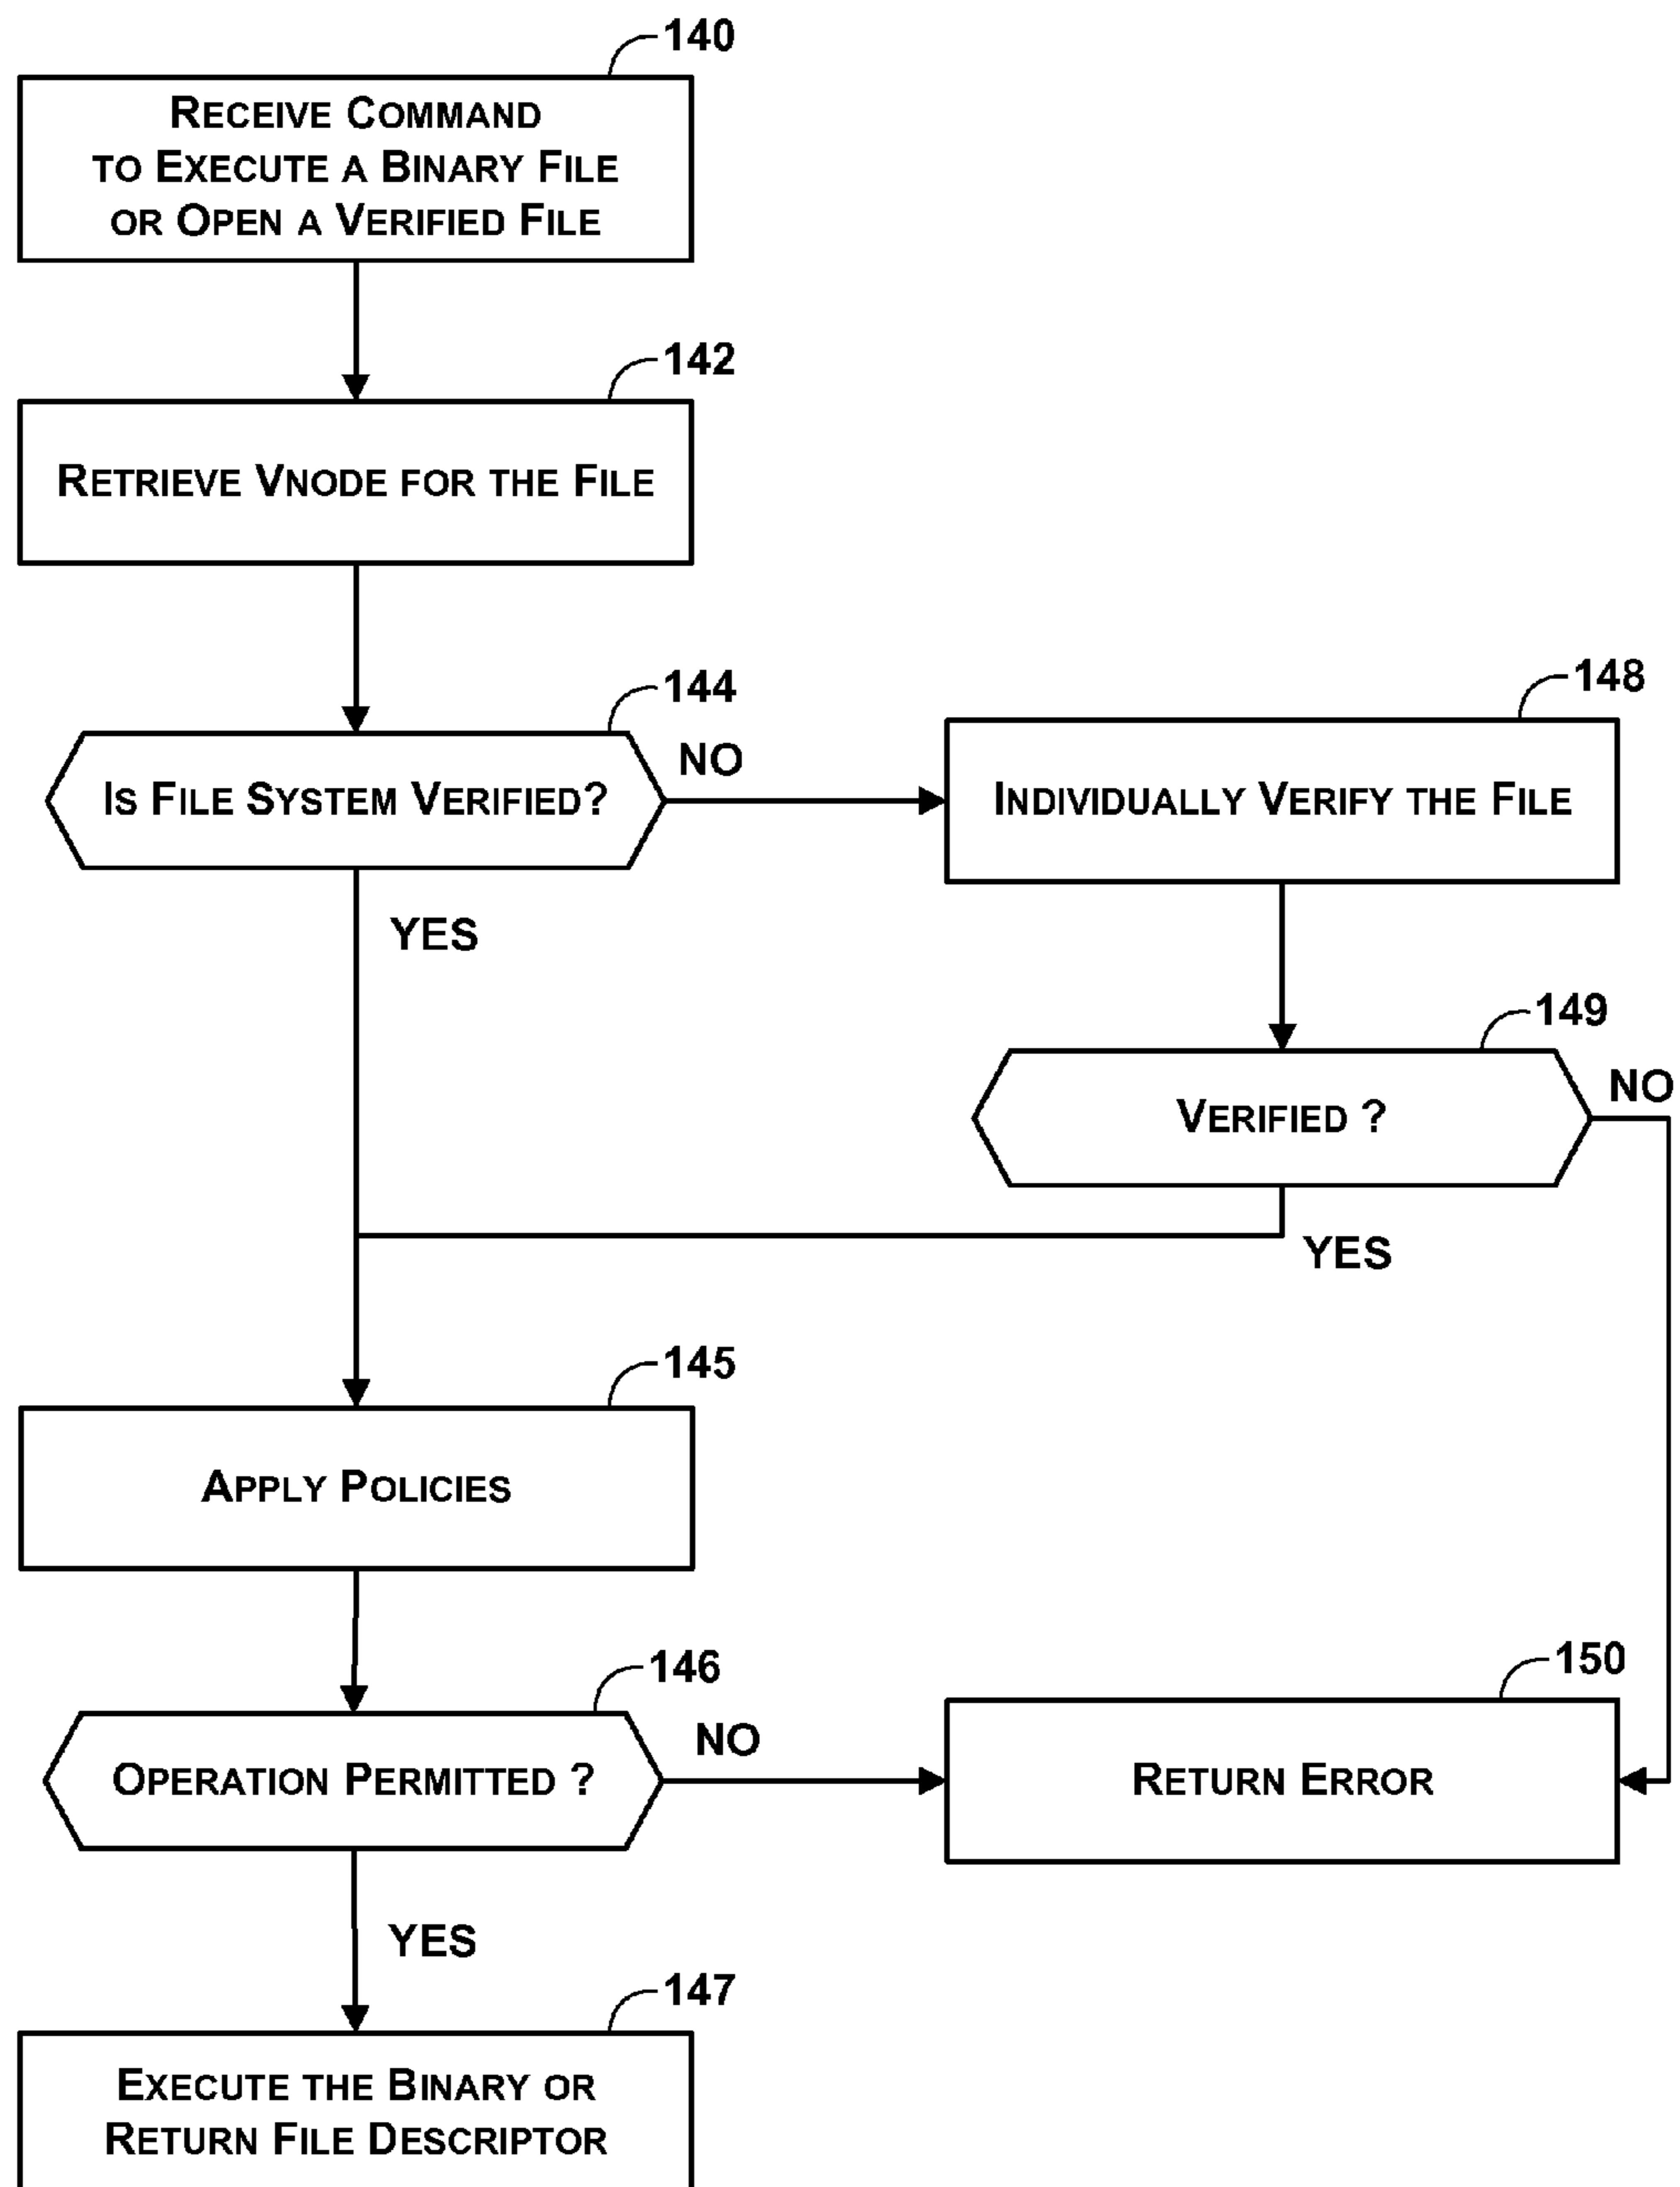 140
RECEIVE COMMAND
TO EXECUTE A BINARY FILE
OR OPEN A VERIFIED FILE
142
RETRIEVE VNODE FOR THE FILE
144
IS FILE SYSTEM VERIFIED?
NO
148
INDIVIDUALLY VERIFY THE FILE
YES
149
VERIFIED ?
NO
YES
145
APPLY POLICIES
146
OPERATION PERMITTED ?
NO
150
RETURN ERROR
YES
147
EXECUTE THE BINARY OR
RETURN FILE DESCRIPTOR